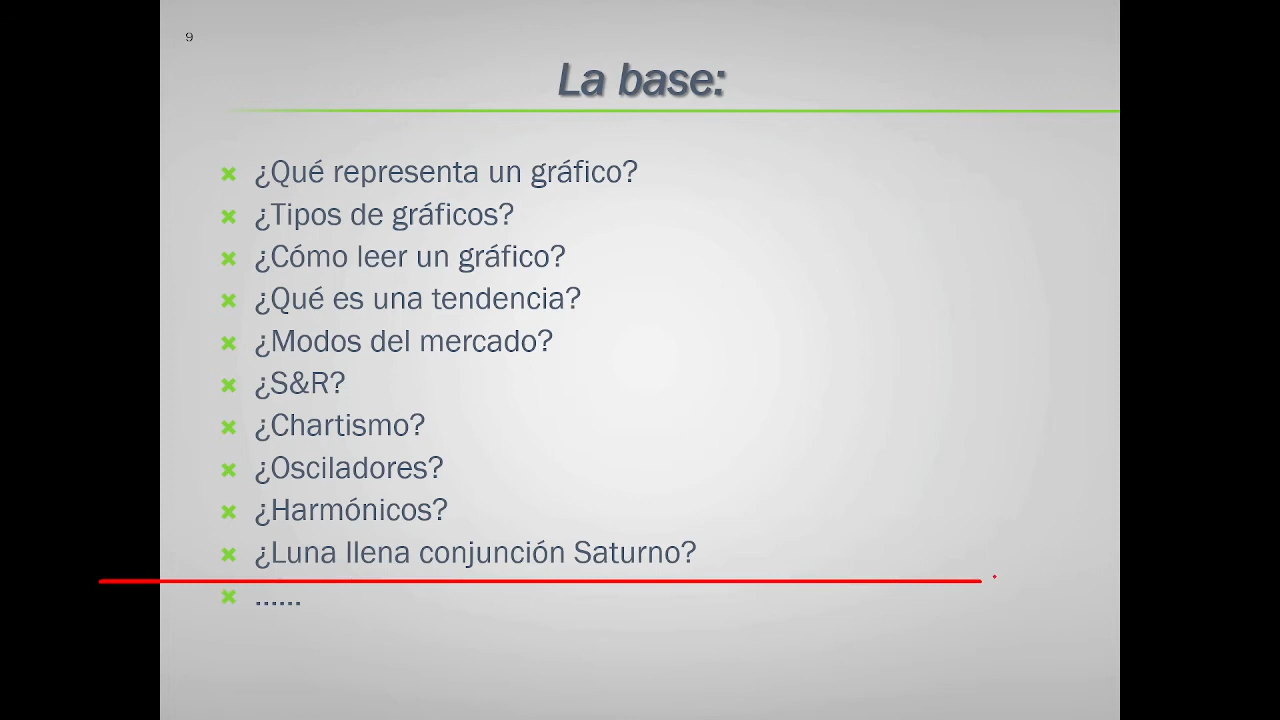 9
La base:
¿Qué representa un gráfico?
¿Tipos de gráficos?
¿Cómo leer un gráfico?
¿Qué es una tendencia?
¿Modos del mercado?
¿S&R?
¿Chartismo?
¿Osciladores?
¿Harmónicos?
¿Luna llena conjunción Saturno?
......